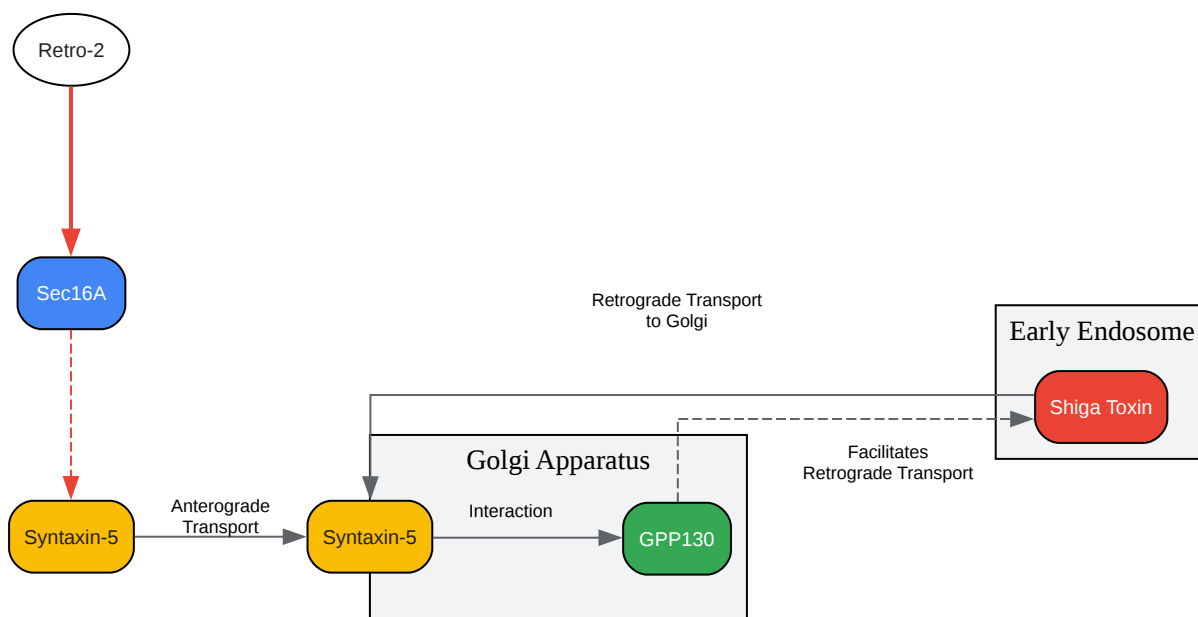 Retro-2
Sec16A
Retrograde Transport
to Golgi
Early Endosome
Shiga Toxin
Golgi Apparatus
Facilitates
Retrograde Transport
Anterograde
Transport
Interaction
Syntaxin-5
Syntaxin-5
GPP130